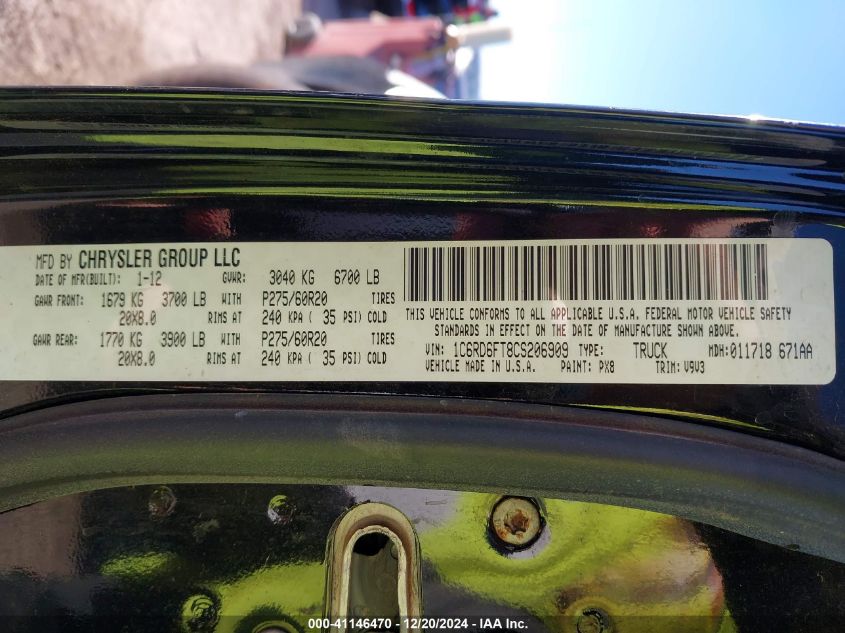 MFD BY CHRYSLER GROUP LLC
DATE OF MFR(BUILT): 1-12 GVWR: 3040 KG 6700 LB
GAWR FRONT: 1679 KG 3700 LB WITH P275/60R20 TIRES
20X8.0 RIMS AT 240 KPA ( 35 PSI) COLD
GAWR REAR: 1770 KG 3900 LB WITH P275/60R20 TIRES
20X8.0 RIMS AT 240 KPA ( 35 PSI) COLD
THIS VEHICLE CONFORMS TO ALL APPLICABLE U.S.A. FEDERAL MOTOR VEHICLE SAFETY
STANDARDS IN EFFECT ON THE DATE OF MANUFACTURE SHOWN ABOVE.
VIN: 1C6RD6FT8CS206909 TYPE: TRUCK MDH: 011718 671AA
VEHICLE MADE IN U.S.A. PAINT: PX8 TRIM: V9V3
000-41146470 - 12/20/2024 - IAA Inc.